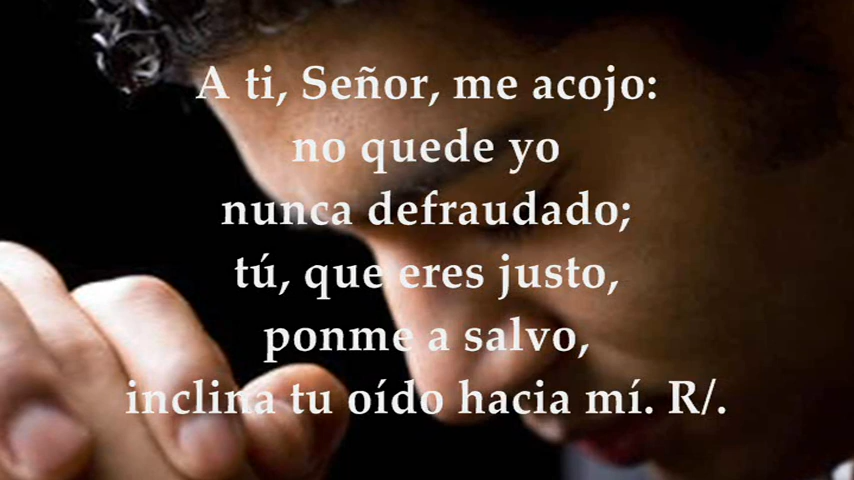 A ti, Señor, me acojo:
no quede yo
nunca defraudado;
tú, que eres justo,
ponme a salvo,
inclina tu oído hacia mí. R/.